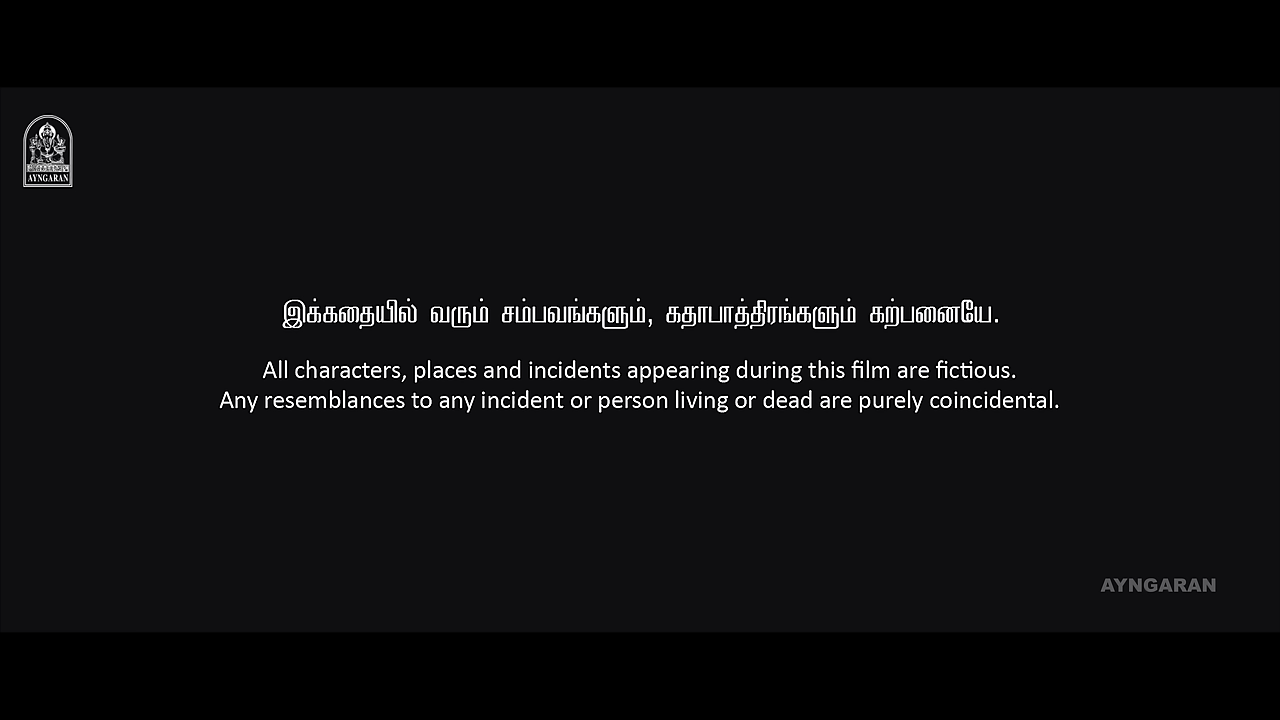 AYNGARAN
இக்கதையில் வரும் சம்பவங்களும், கதாபாத்திரங்களும் கற்பனையே.
All characters, places and incidents appearing during this film are fictious.
Any resemblances to any incident or person living or dead are purely coincidental.
AYNGARAN